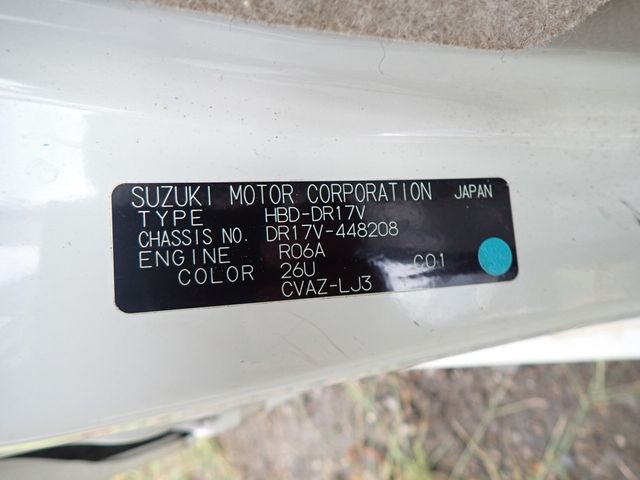 SUZUKI MOTOR CORPORATION JAPAN
TYPE HBD-DR17V
CHASSIS NO. DR17V-448208
ENGINE R06A
COLOR 26U C01
CVAZ-LJ3